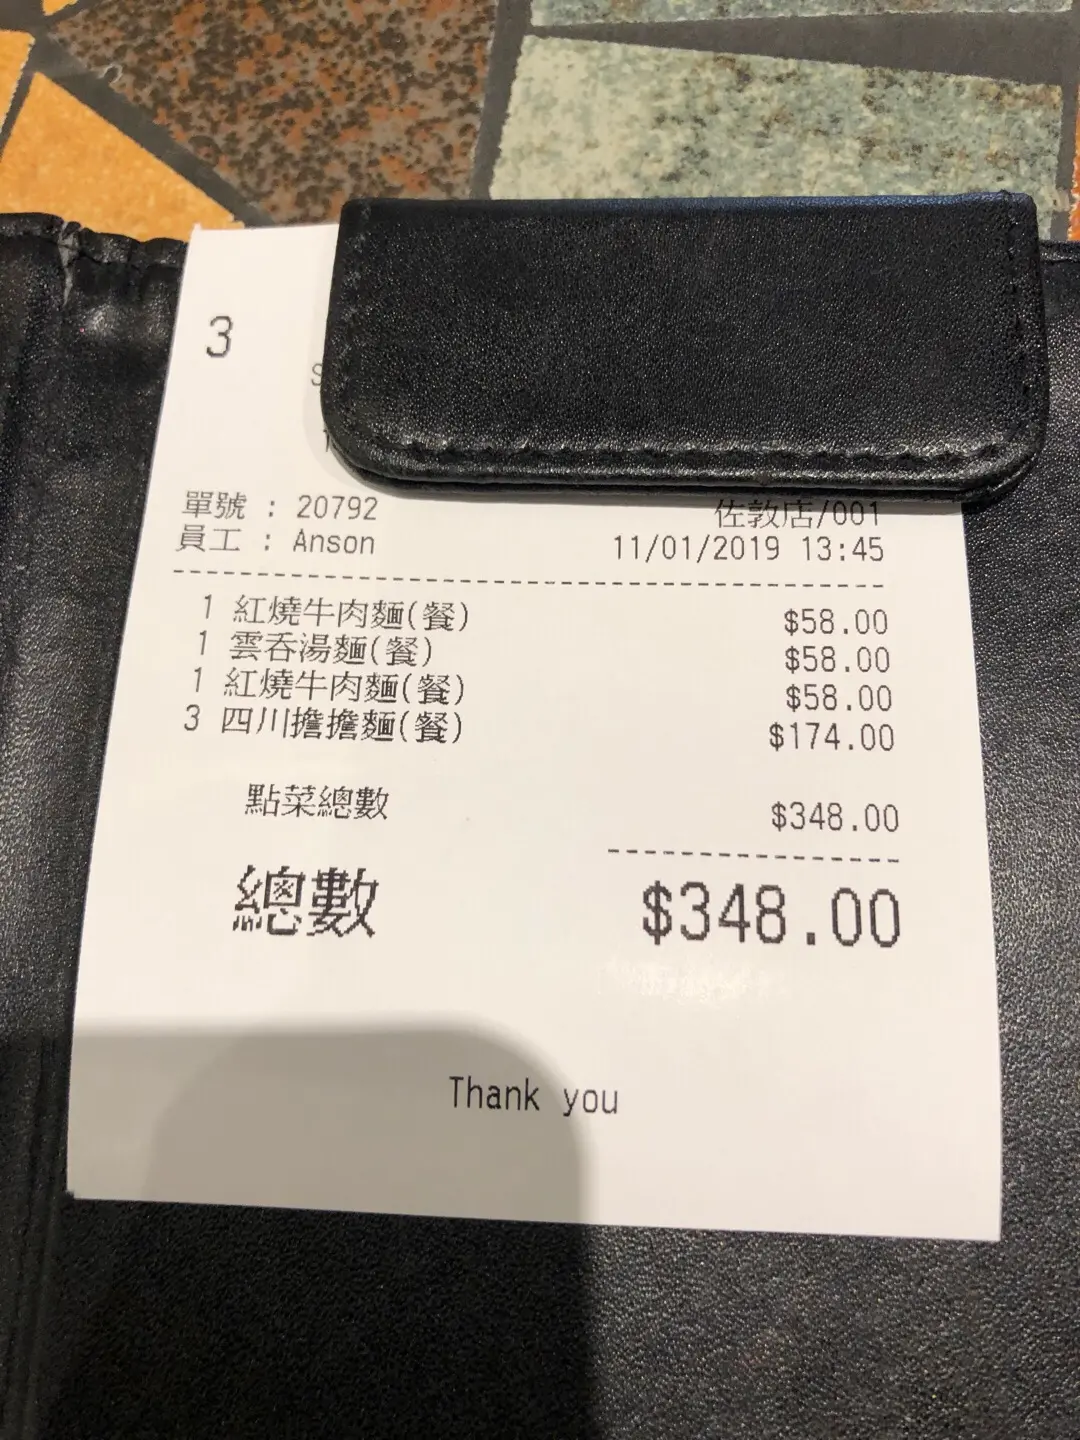 3
單號 : 20792 佐敦店/001
員工 : Anson 11/01/2019 13:45
1 紅燒牛肉麵(餐) $58.00
1 雲吞湯麵(餐) $58.00
1 紅燒牛肉麵(餐) $58.00
3 四川擔擔麵(餐) $174.00
點菜總數 $348.00
總數 $348.00
Thank you